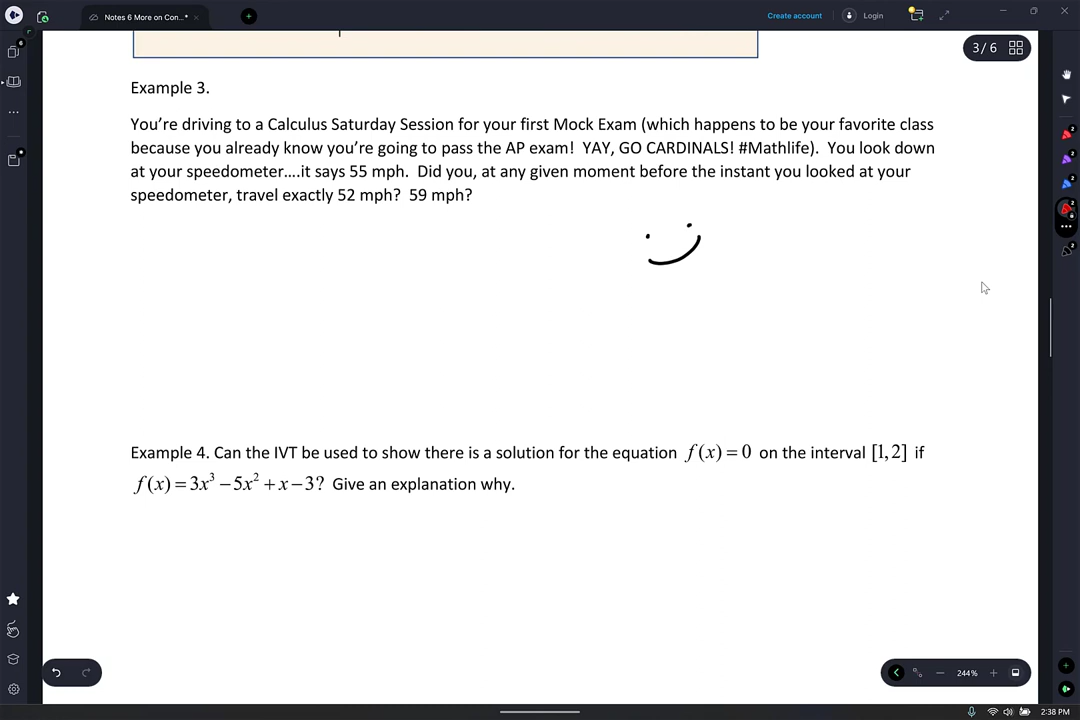 Notes 6 More on Con...*
Create account
Login
3 / 6
Example 3.
You're driving to a Calculus Saturday Session for your first Mock Exam (which happens to be your favorite class
because you already know you're going to pass the AP exam!  YAY, GO CARDINALS! #Mathlife).  You look down
at your speedometer....it says 55 mph.  Did you, at any given moment before the instant you looked at your
speedometer, travel exactly 52 mph?  59 mph?
Example 4. Can the IVT be used to show there is a solution for the equation f(x) = 0 on the interval [1,2] if
f(x) = 3x³ − 5x² + x − 3? Give an explanation why.
244%
2:38 PM